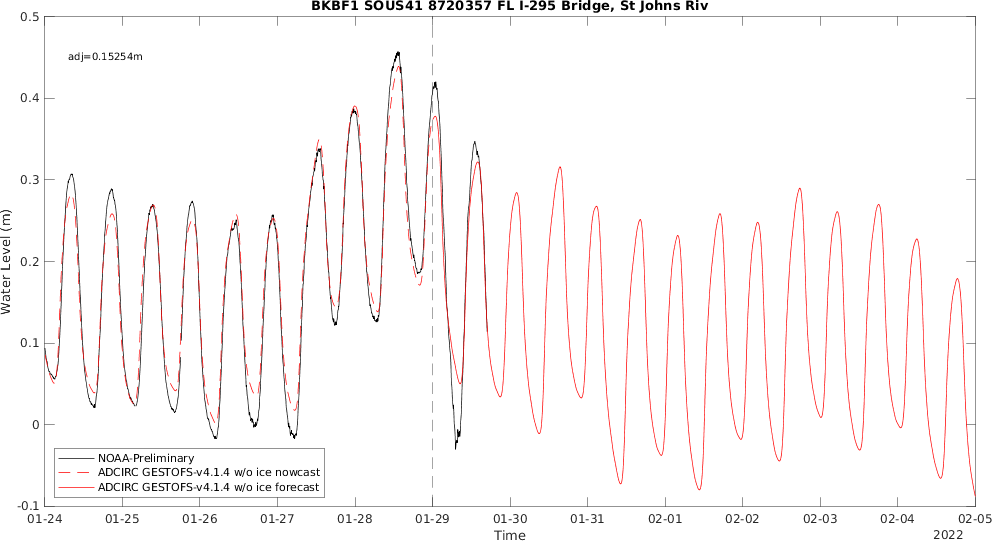 BKBF1 SOUS41 8720357 FL I-295 Bridge, St Johns Riv
adj=0.15254m
0.5
0.4
0.3
0.2
0.1
0
-0.1
Water Level (m)
NOAA-Preliminary
ADCIRC GESTOFS-v4.1.4 w/o ice nowcast
ADCIRC GESTOFS-v4.1.4 w/o ice forecast
01-24 01-25 01-26 01-27 01-28 01-29 01-30 01-31 02-01 02-02 02-03 02-04 02-05
Time
2022